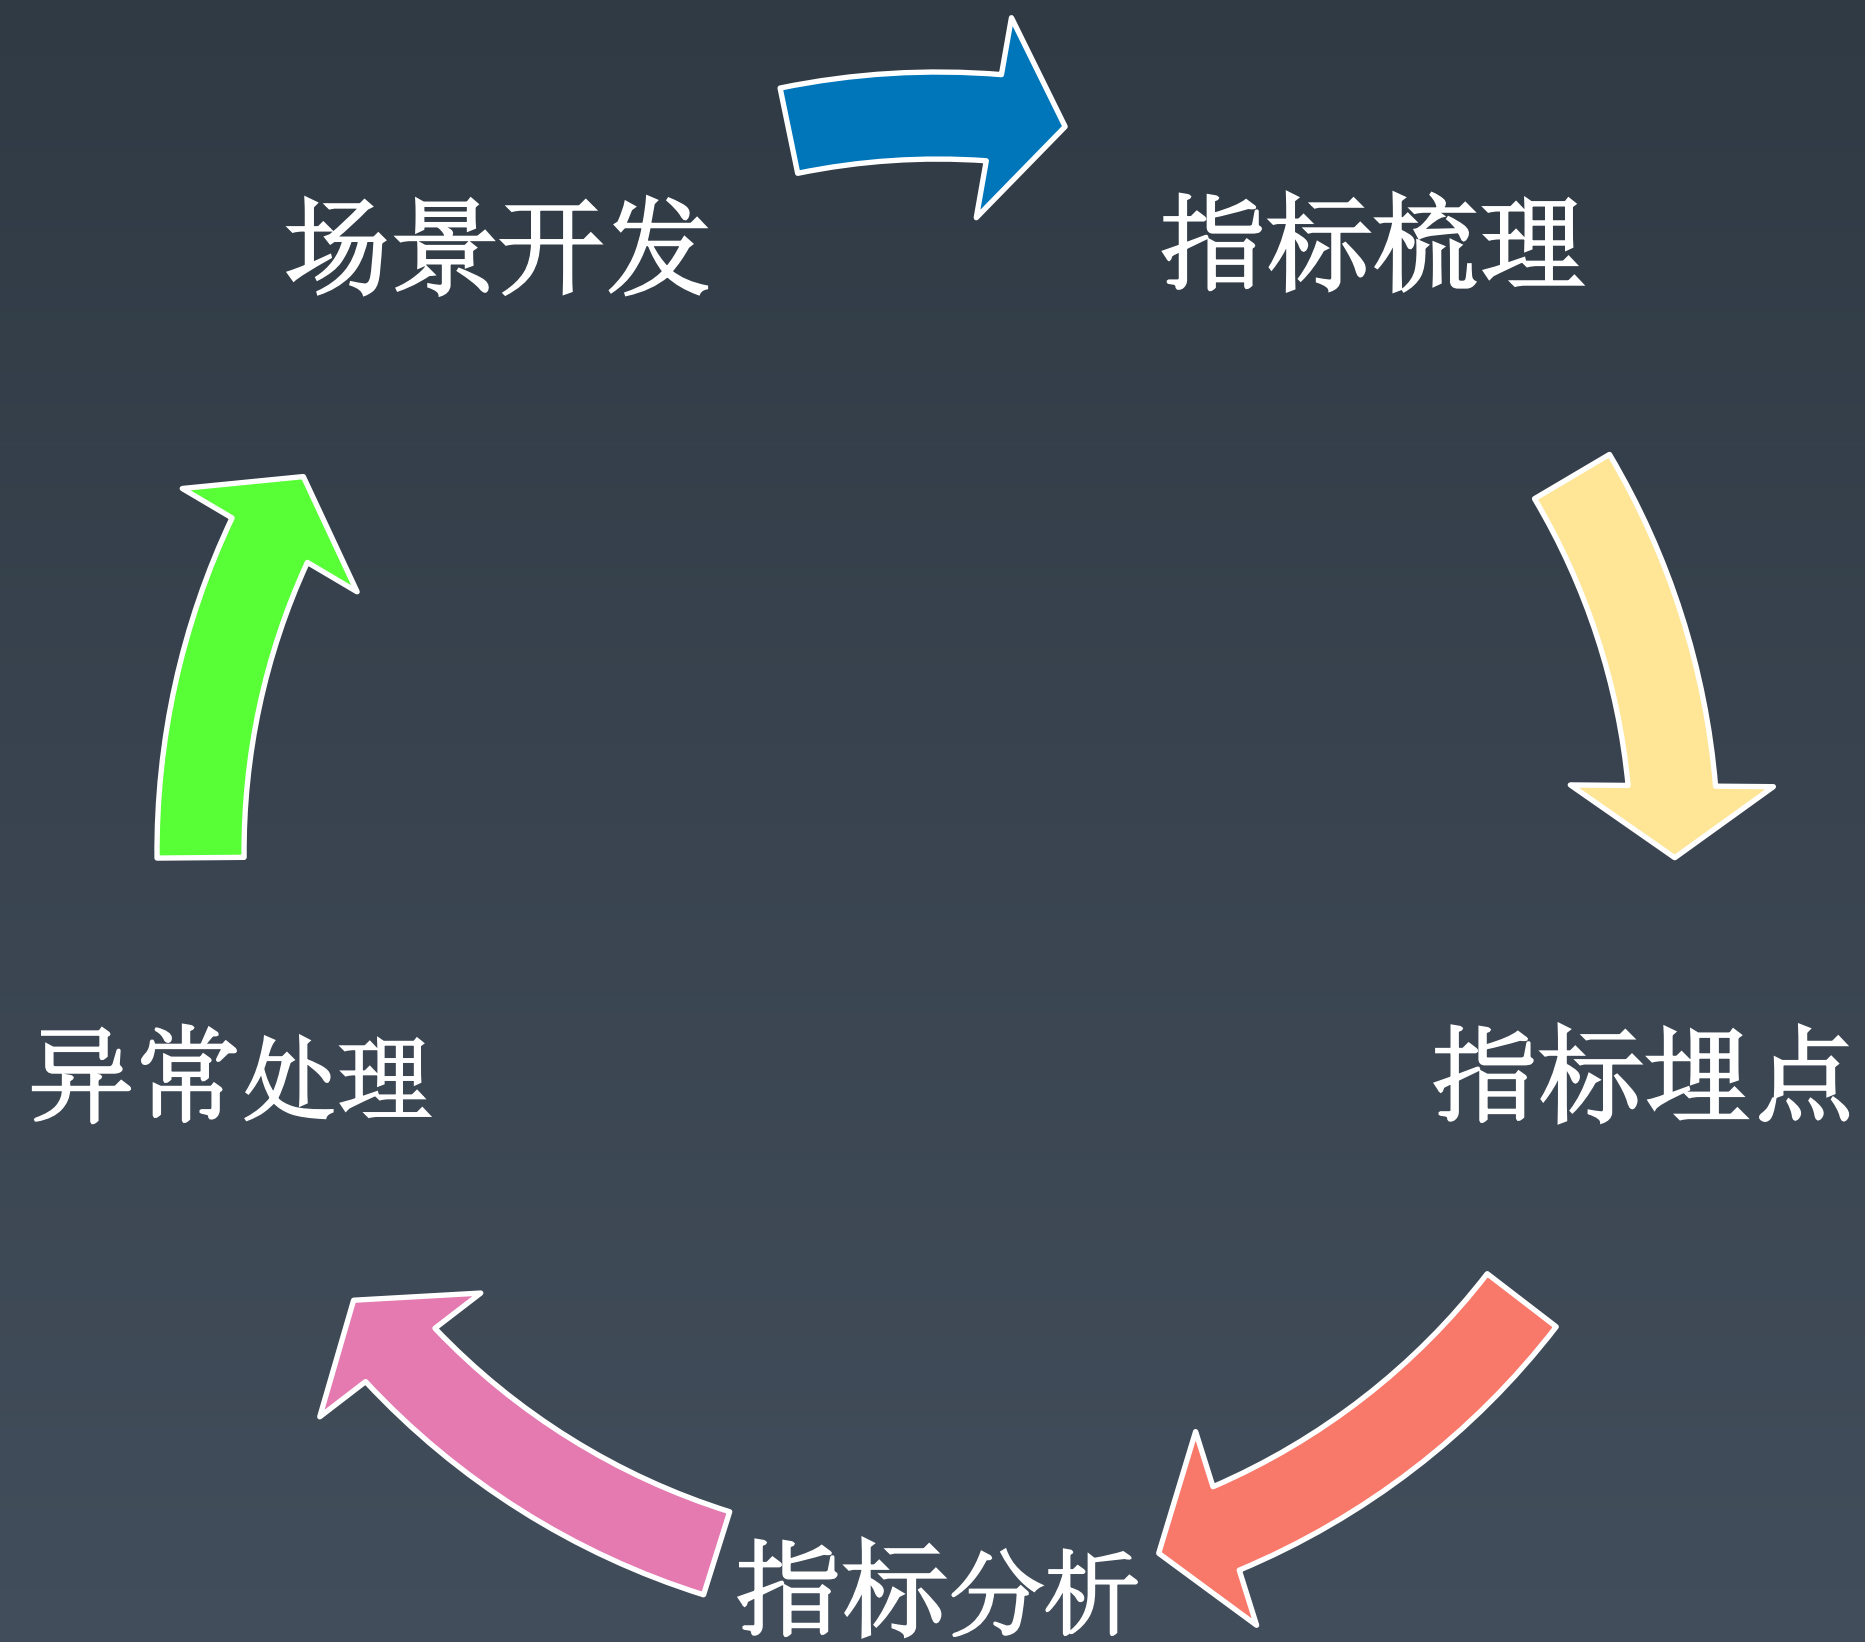 场景开发
指标梳理
异常处理
指标埋点
指标分析